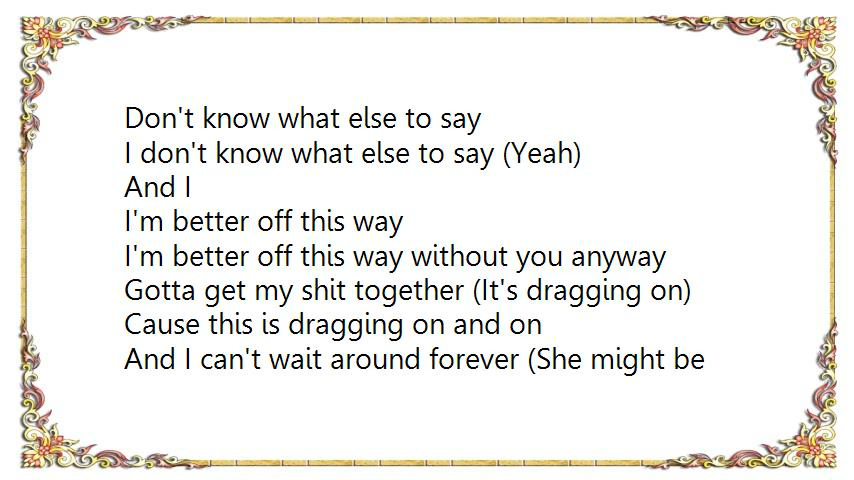 Don't know what else to say
I don't know what else to say (Yeah)
And I
I'm better off this way
I'm better off this way without you anyway
Gotta get my shit together (It's dragging on)
Cause this is dragging on and on
And I can't wait around forever (She might be